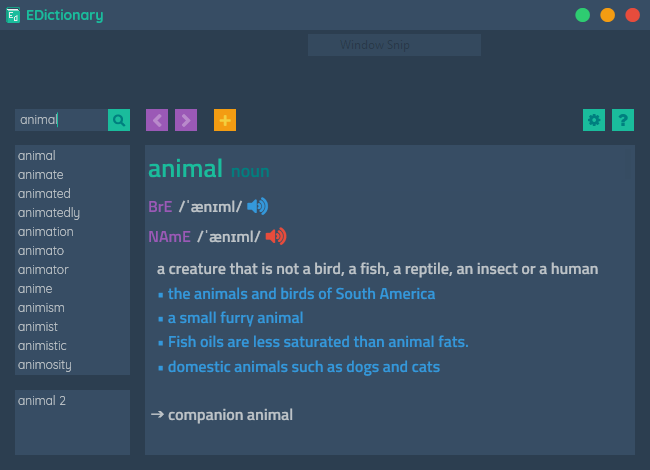 EDictionary
Window Snip
animal
?
animal
animate
animated
animatedly
animation
animato
animator
anime
animism
animist
animistic
animosity
animal 2
animal noun
BrE /ˈænɪml/
NAmE /ˈænɪml/
a creature that is not a bird, a fish, a reptile, an insect or a human
▪ the animals and birds of South America
▪ a small furry animal
▪ Fish oils are less saturated than animal fats.
▪ domestic animals such as dogs and cats
→ companion animal